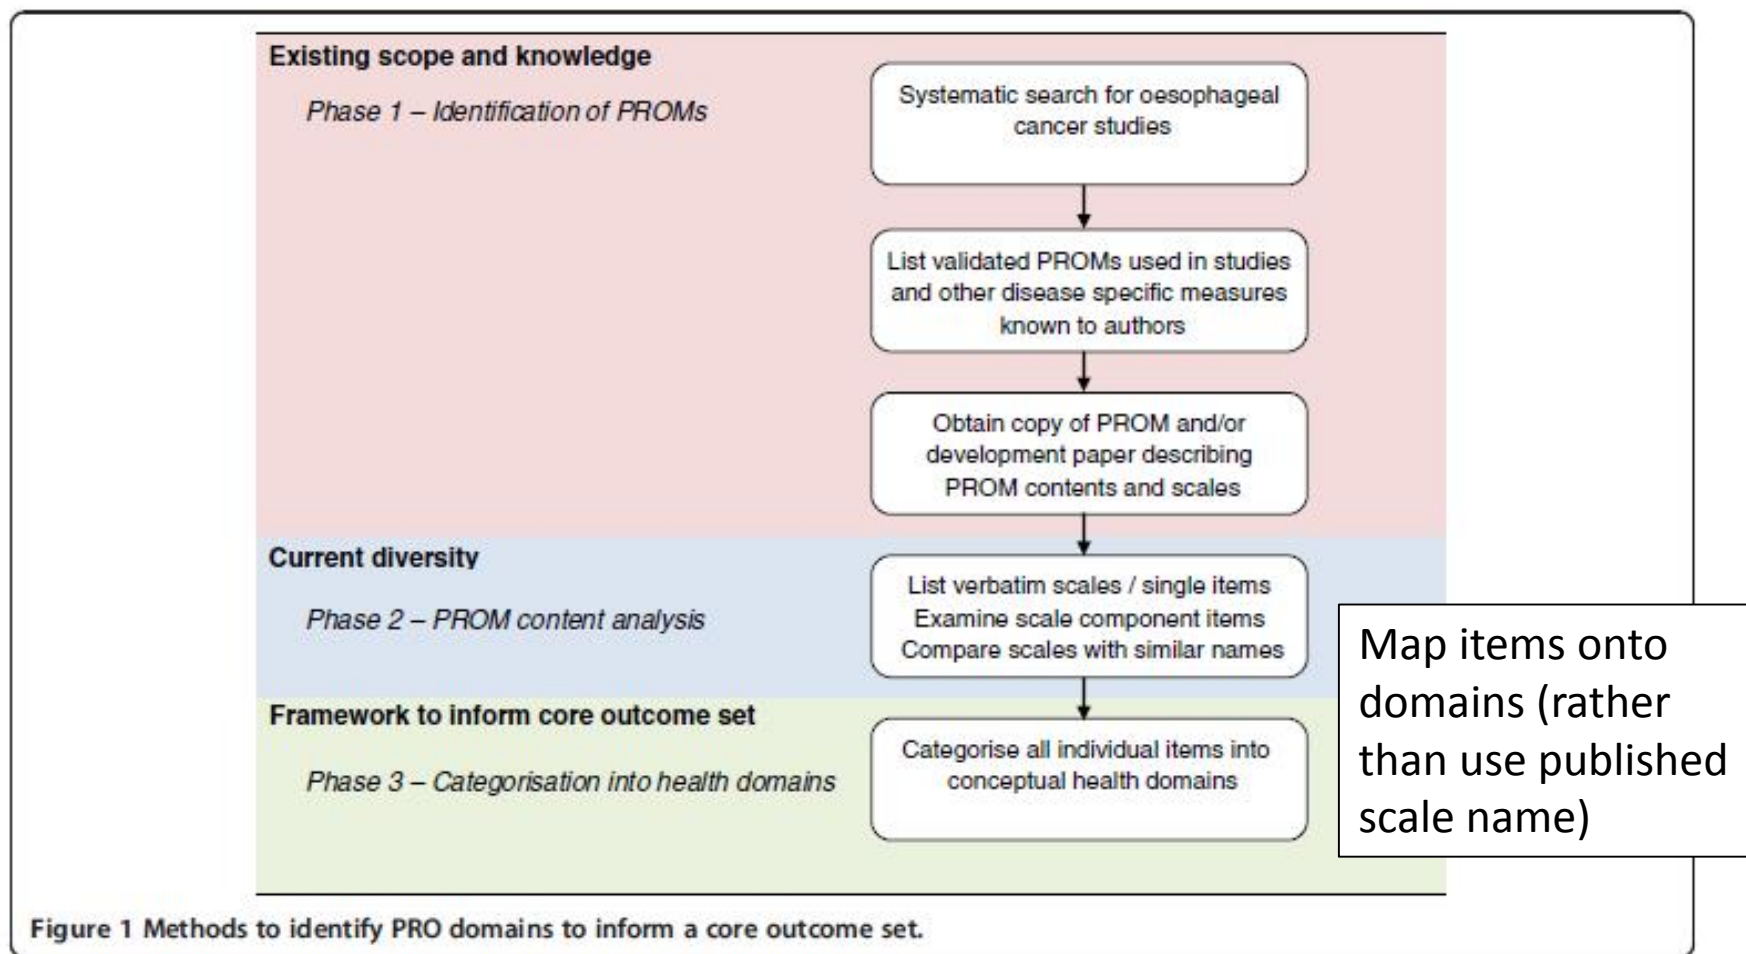 Existing scope and knowledge
Phase 1 – Identification of PROMs
Systematic search for oesophageal
cancer studies
List validated PROMs used in studies
and other disease specific measures
known to authors
Obtain copy of PROM and/or
development paper describing
PROM contents and scales
Current diversity
Phase 2 – PROM content analysis
List verbatim scales / single items
Examine scale component items
Compare scales with similar names
Framework to inform core outcome set
Phase 3 – Categorisation into health domains
Categorise all individual items into
conceptual health domains
Map items onto
domains (rather
than use published
scale name)
Figure 1 Methods to identify PRO domains to inform a core outcome set.